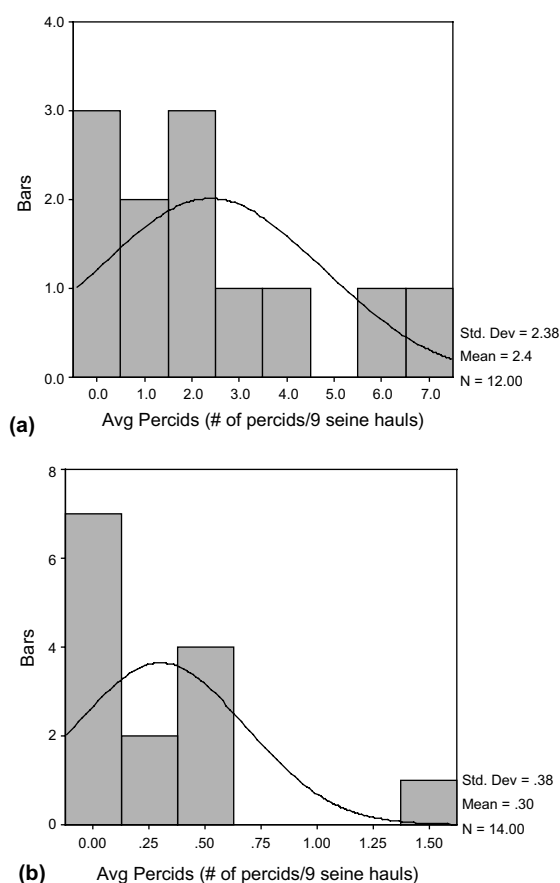 4.0
3.0
2.0
1.0
0.0
Bars
0.0 1.0 2.0 3.0 4.0 5.0 6.0 7.0
Std. Dev = 2.38
Mean = 2.4
N = 12.00
(a)
Avg Percids (# of percids/9 seine hauls)
8
6
4
2
0
Bars
0.00 .25 .50 .75 1.00 1.25 1.50
Std. Dev = .38
Mean = .30
N = 14.00
(b)
Avg Percids (# of percids/9 seine hauls)